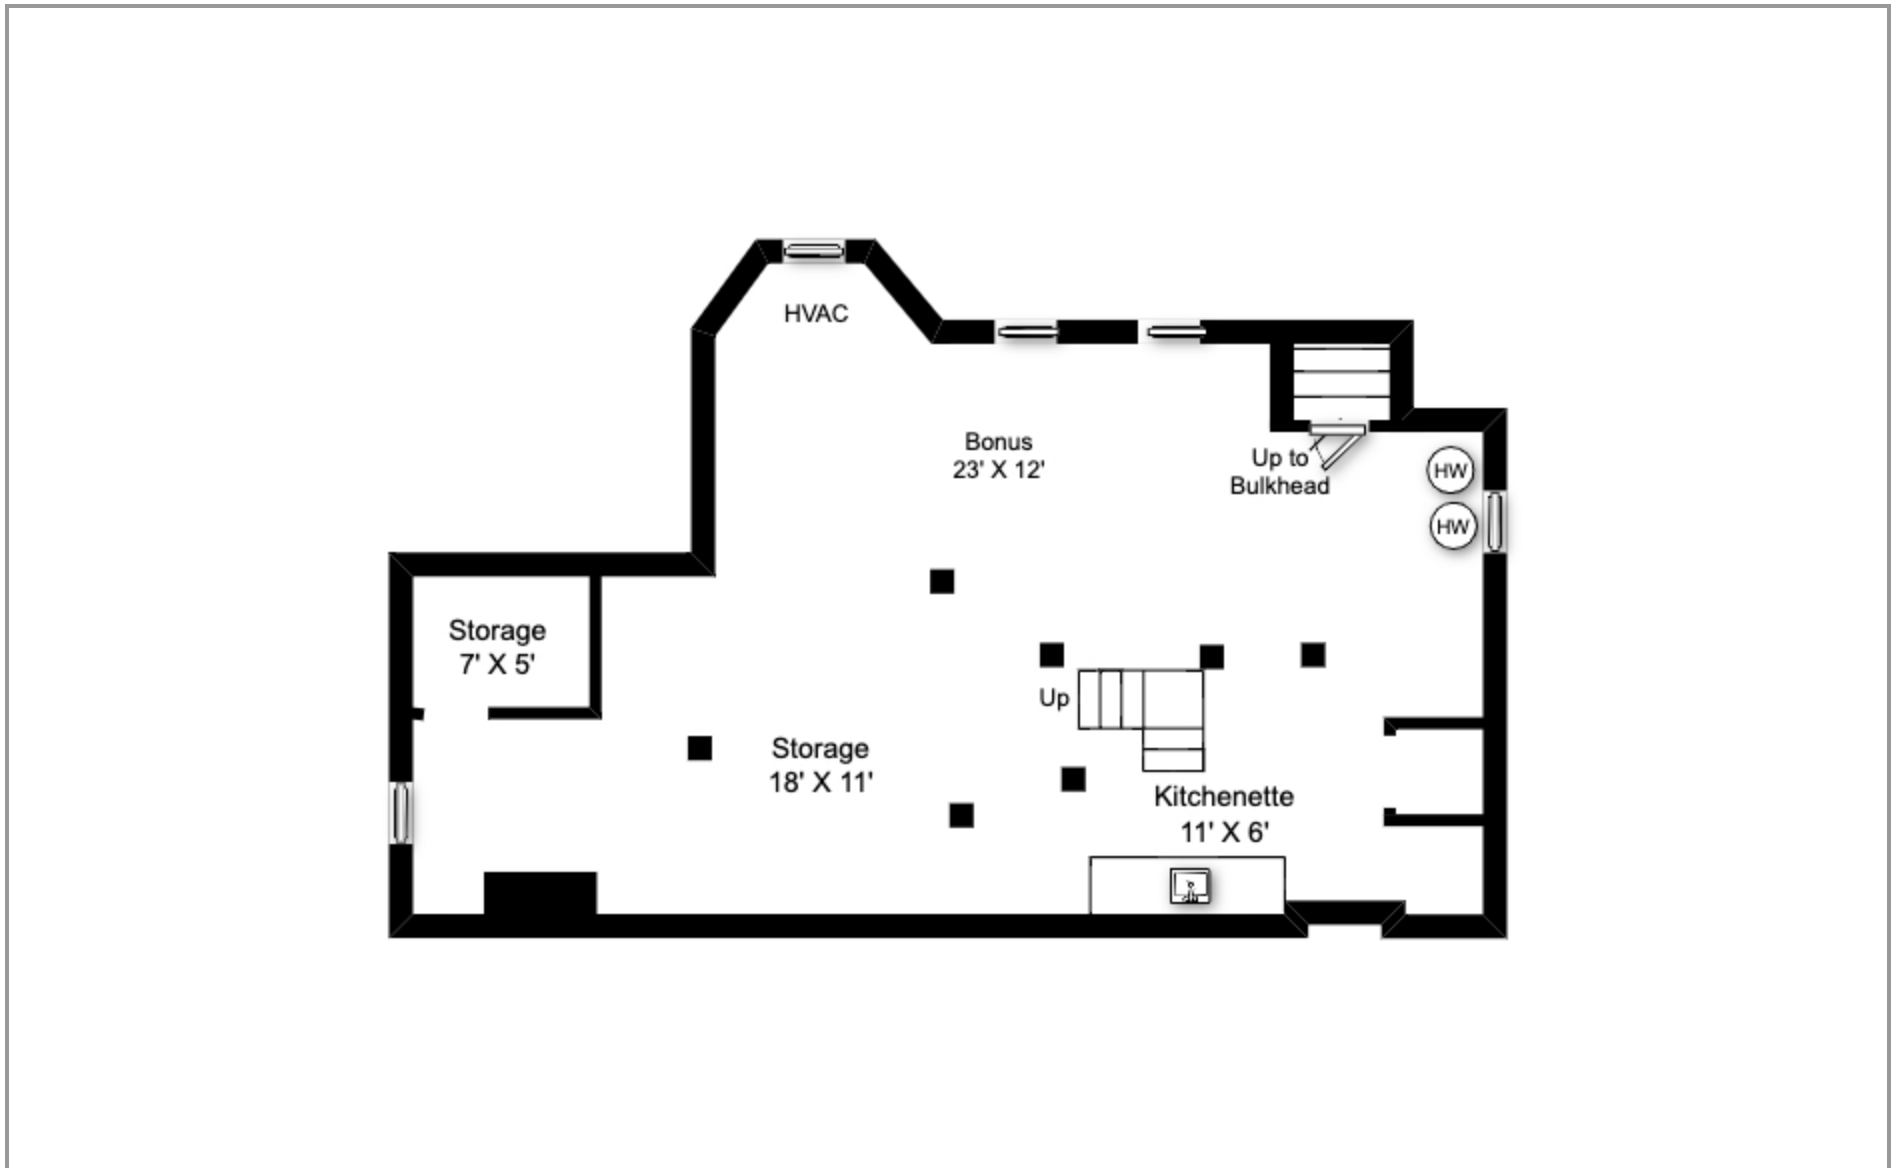 HVAC
Bonus
23' X 12'
Up to
Bulkhead
HW
HW
Storage
7' X 5'
Up
Storage
18' X 11'
Kitchenette
11' X 6'